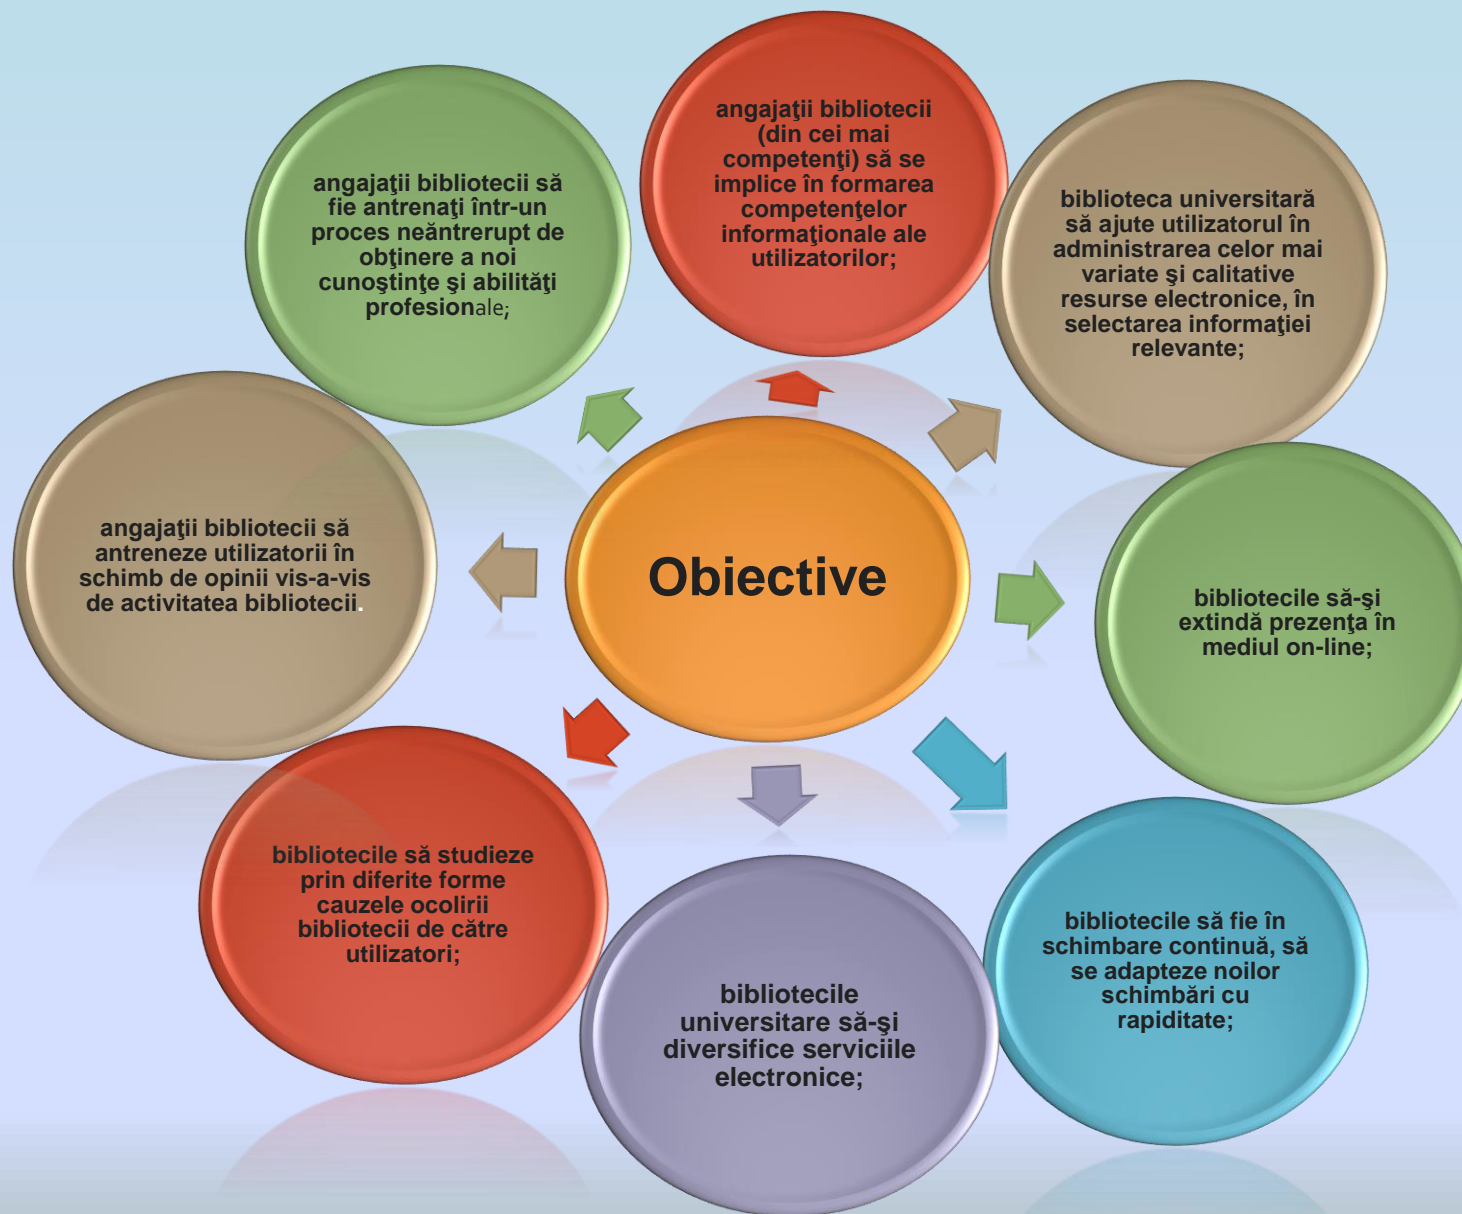 angajaţii bibliotecii
(din cei mai
competenţi) să se
implice în formarea
competenţelor
informaţionale ale
utilizatorilor;
angajaţii bibliotecii să
fie antrenaţi într-un
proces neăntrerupt de
obţinere a noi
cunoştinţe şi abilităţi
profesionale;
biblioteca universitară
să ajute utilizatorul în
administrarea celor mai
variate şi calitative
resurse electronice, în
selectarea informaţiei
relevante;
angajaţii bibliotecii să
antreneze utilizatorii în
schimb de opinii vis-a-vis
de activitatea bibliotecii.
Obiective
bibliotecile să-şi
extindă prezenţa în
mediul on-line;
bibliotecile să studieze
prin diferite forme
cauzele ocolirii
bibliotecii de către
utilizatori;
bibliotecile
universitare să-şi
diversifice serviciile
electronice;
bibliotecile să fie în
schimbare continuă, să
se adapteze noilor
schimbări cu
rapiditate;